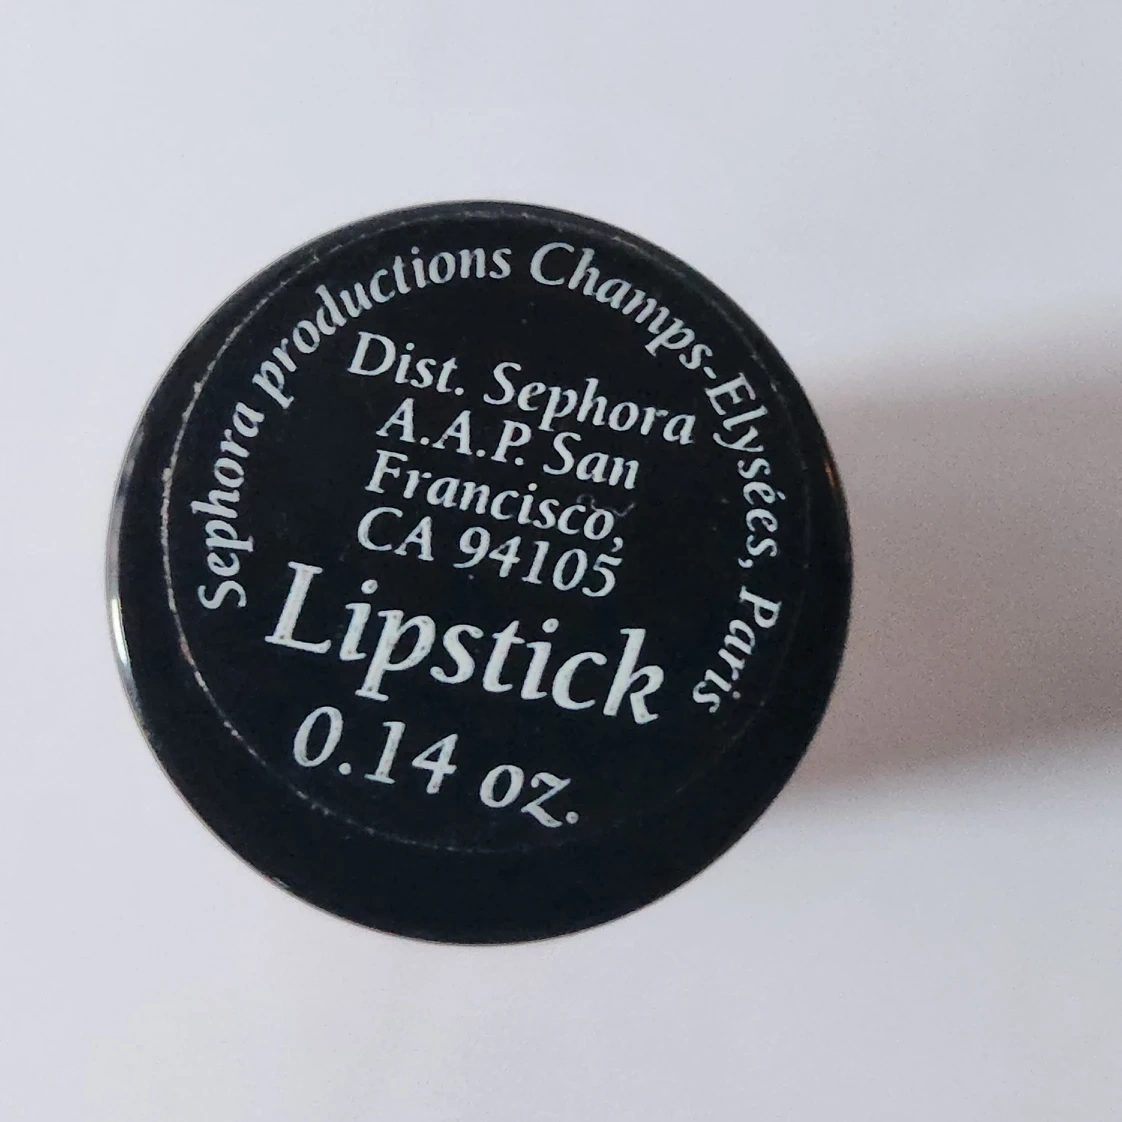 Sephora productions Champs-Elysées, Paris
Dist. Sephora
A.A.P. San
Francisco,
CA 94105
Lipstick
0.14 oz.